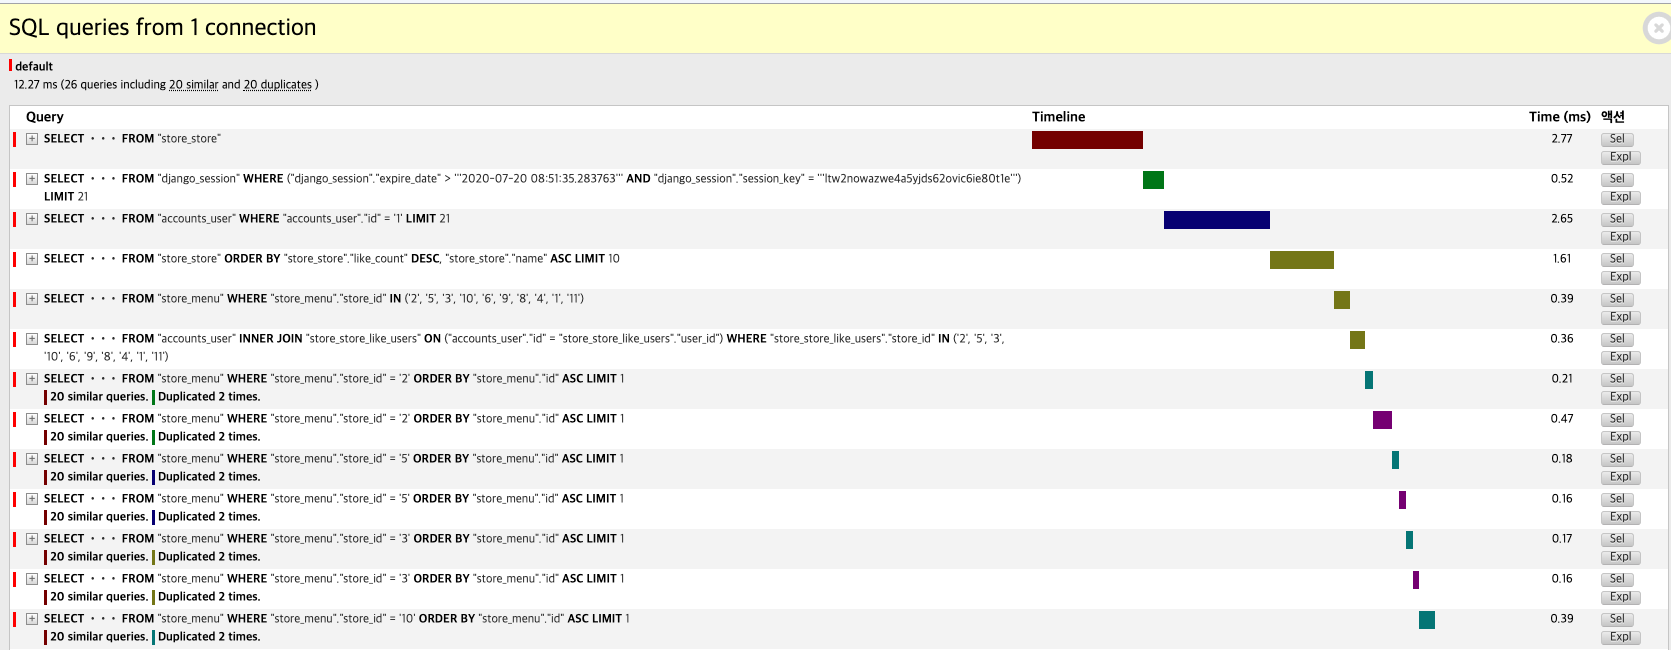 SQL queries from 1 connection
default
12.27 ms (26 queries including 20 similar and 20 duplicates )
Query Timeline Time (ms) 액션
+ SELECT ··· FROM "store_store" 2.77 Sel
Expl
+ SELECT ··· FROM "django_session" WHERE ("django_session"."expire_date" > '''2020-07-20 08:51:35.283763''' AND "django_session"."session_key" = '''ltw2nowazwe4a5yjds62ovic6ie80t1e''') 0.52 Sel
LIMIT 21 Expl
+ SELECT ··· FROM "accounts_user" WHERE "accounts_user"."id" = '1' LIMIT 21 2.65 Sel
Expl
+ SELECT ··· FROM "store_store" ORDER BY "store_store"."like_count" DESC, "store_store"."name" ASC LIMIT 10 1.61 Sel
Expl
+ SELECT ··· FROM "store_menu" WHERE "store_menu"."store_id" IN ('2', '5', '3', '10', '6', '9', '8', '4', '1', '11') 0.39 Sel
Expl
+ SELECT ··· FROM "accounts_user" INNER JOIN "store_store_like_users" ON ("accounts_user"."id" = "store_store_like_users"."user_id") WHERE "store_store_like_users"."store_id" IN ('2', '5', '3', 0.36 Sel
'10', '6', '9', '8', '4', '1', '11') Expl
+ SELECT ··· FROM "store_menu" WHERE "store_menu"."store_id" = '2' ORDER BY "store_menu"."id" ASC LIMIT 1 0.21 Sel
20 similar queries. Duplicated 2 times. Expl
+ SELECT ··· FROM "store_menu" WHERE "store_menu"."store_id" = '2' ORDER BY "store_menu"."id" ASC LIMIT 1 0.47 Sel
20 similar queries. Duplicated 2 times. Expl
+ SELECT ··· FROM "store_menu" WHERE "store_menu"."store_id" = '5' ORDER BY "store_menu"."id" ASC LIMIT 1 0.18 Sel
20 similar queries. Duplicated 2 times. Expl
+ SELECT ··· FROM "store_menu" WHERE "store_menu"."store_id" = '5' ORDER BY "store_menu"."id" ASC LIMIT 1 0.16 Sel
20 similar queries. Duplicated 2 times. Expl
+ SELECT ··· FROM "store_menu" WHERE "store_menu"."store_id" = '3' ORDER BY "store_menu"."id" ASC LIMIT 1 0.17 Sel
20 similar queries. Duplicated 2 times. Expl
+ SELECT ··· FROM "store_menu" WHERE "store_menu"."store_id" = '3' ORDER BY "store_menu"."id" ASC LIMIT 1 0.16 Sel
20 similar queries. Duplicated 2 times. Expl
+ SELECT ··· FROM "store_menu" WHERE "store_menu"."store_id" = '10' ORDER BY "store_menu"."id" ASC LIMIT 1 0.39 Sel
20 similar queries. Duplicated 2 times. Expl